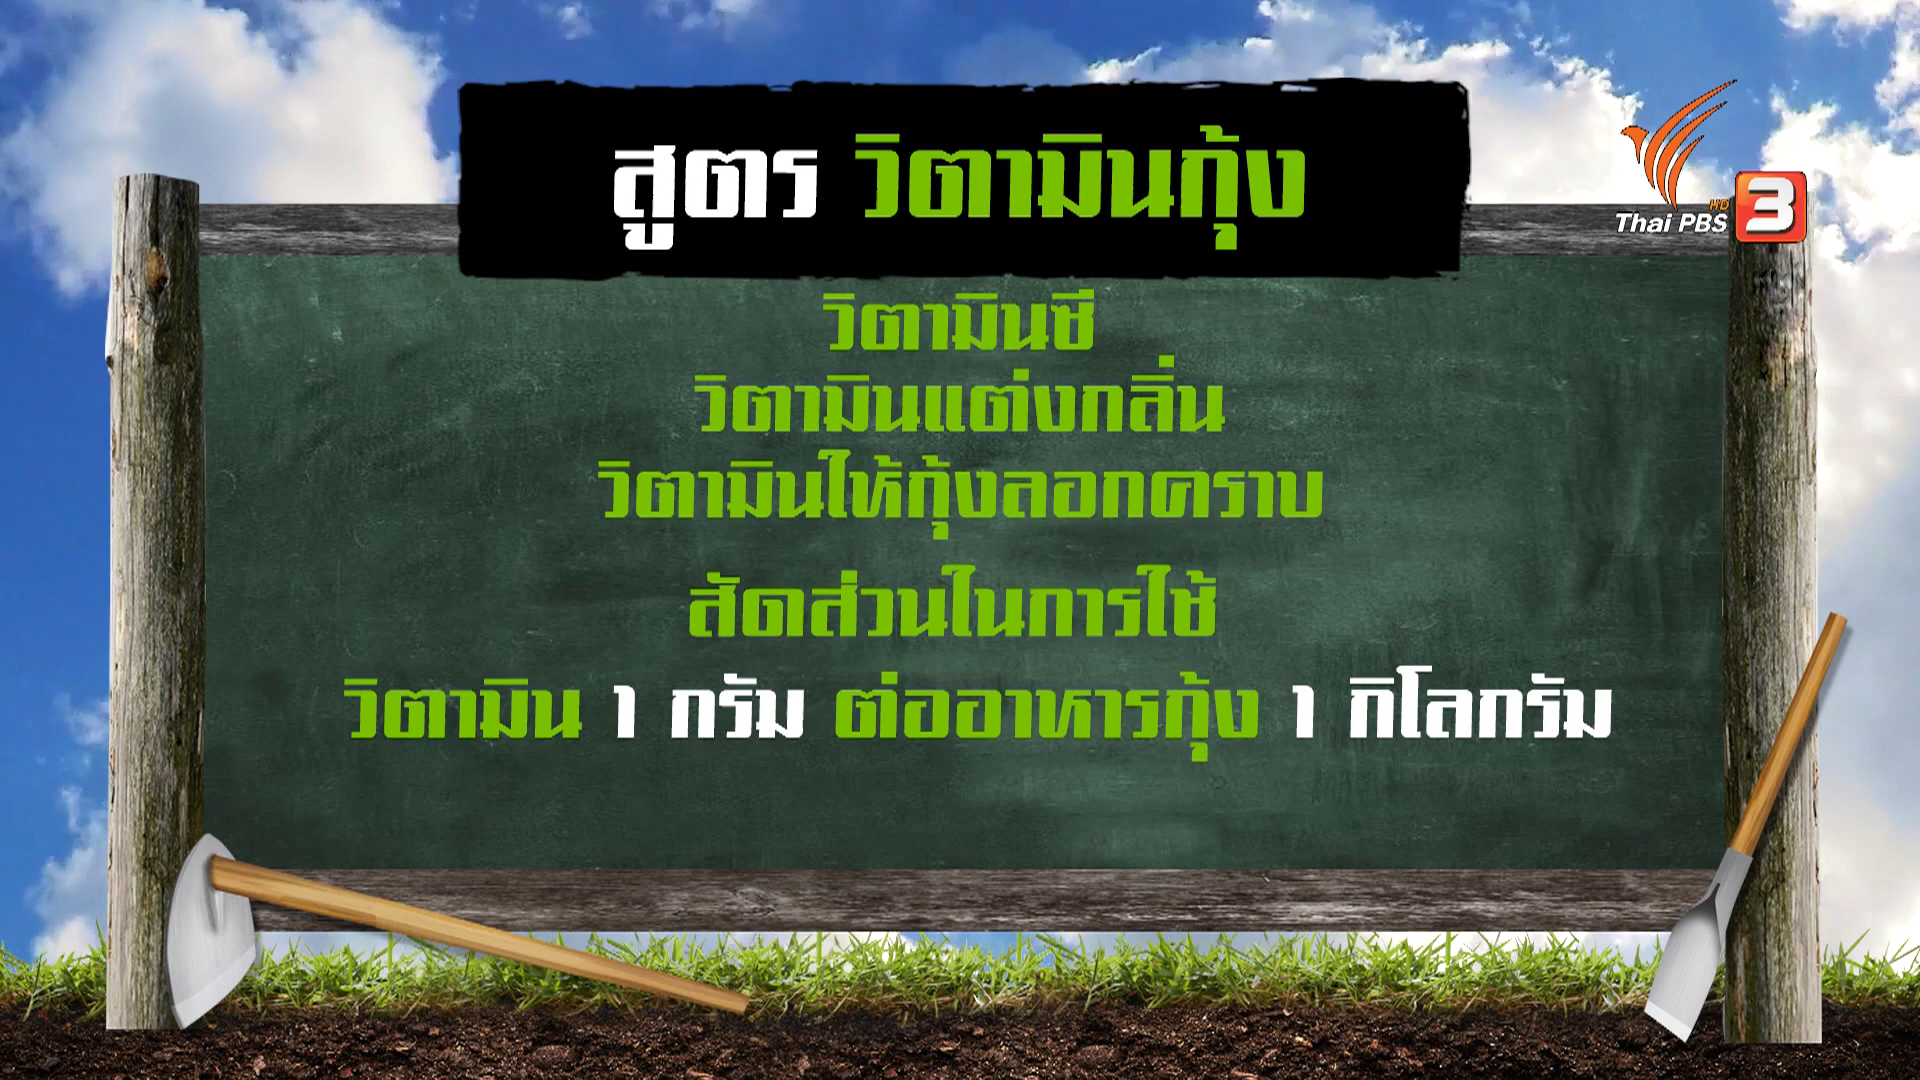 สูตร วิตามินกุ้ง
HD
Thai PBS 3
วิตามินซี
วิตามินแต่งกลิ่น
วิตามินให้กุ้งลอกคราบ
สัดส่วนในการใช้
วิตามิน 1 กรัม ต่ออาหารกุ้ง 1 กิโลกรัม